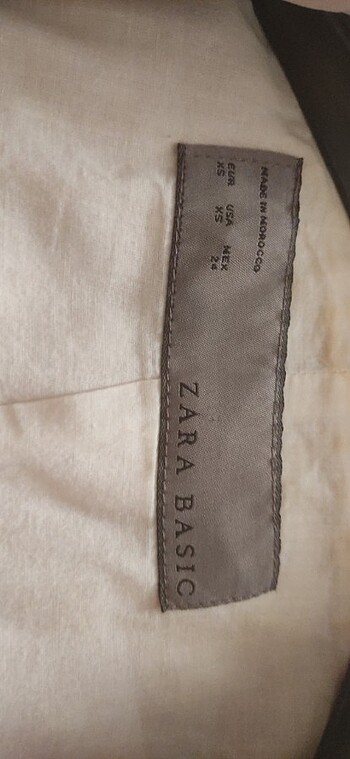 MADE IN MOROCCO
EUR USA MEX
XS XS 24
ZARA BASIC